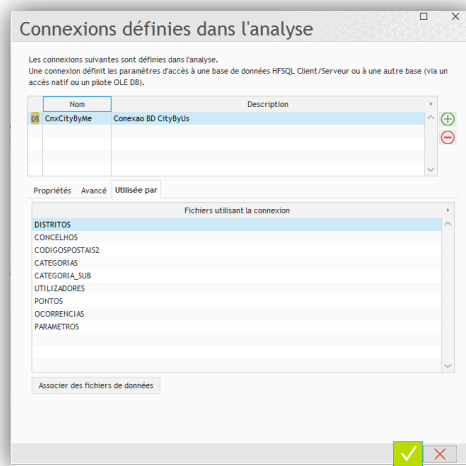 Connexions définies dans l'analyse
Les connexions suivantes sont définies dans l'analyse.
Une connexion définit les paramètres d'accès à une base de données HFSQL Client/Serveur ou à une autre base (via un
accès natif ou un pilote OLE DB).
Nom Description
CnxCityByMe Conexao BD CityByUs
Propriétés Avancé Utilisée par
Fichiers utilisant la connexion
DISTRITOS
CONCELHOS
CODIGOSPOSTAIS2
CATEGORIAS
CATEGORIA_SUB
UTILIZADORES
PONTOS
OCORRENCIAS
PARAMETROS
Associer des fichiers de données